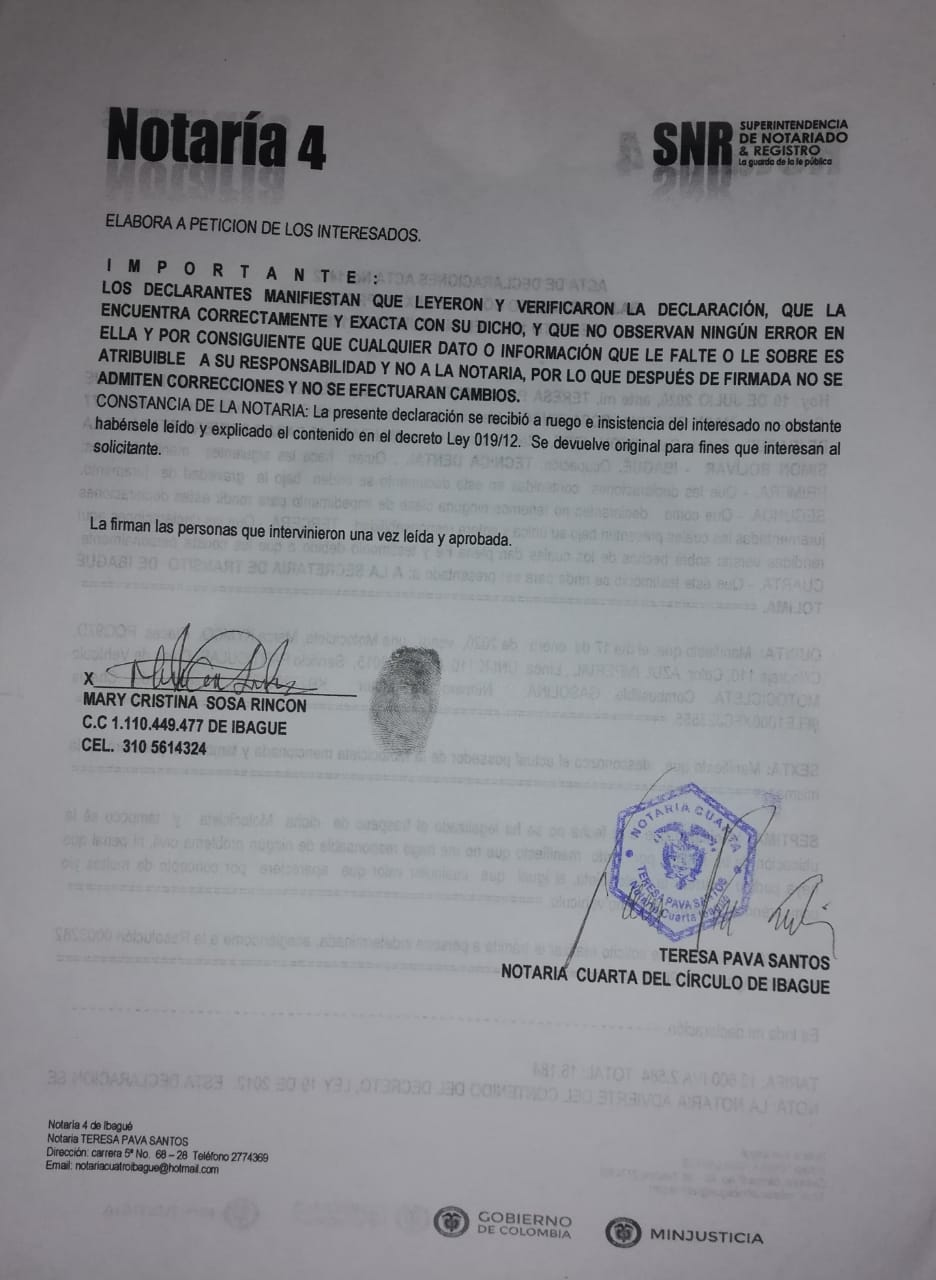 Notaría 4
SNR SUPERINTENDENCIA
DE NOTARIADO
& REGISTRO
La guarda de la fe pública
ELABORA A PETICION DE LOS INTERESADOS.
I M P O R T A N T E :
LOS DECLARANTES MANIFIESTAN QUE LEYERON Y VERIFICARON LA DECLARACIÓN, QUE LA
ENCUENTRA CORRECTAMENTE Y EXACTA CON SU DICHO, Y QUE NO OBSERVAN NINGÚN ERROR EN
ELLA Y POR CONSIGUIENTE QUE CUALQUIER DATO O INFORMACIÓN QUE LE FALTE O LE SOBRE ES
ATRIBUIBLE A SU RESPONSABILIDAD Y NO A LA NOTARIA, POR LO QUE DESPUÉS DE FIRMADA NO SE
ADMITEN CORRECCIONES Y NO SE EFECTUARAN CAMBIOS.
CONSTANCIA DE LA NOTARIA: La presente declaración se recibió a ruego e insistencia del interesado no obstante
habérsele leído y explicado el contenido en el decreto Ley 019/12. Se devuelve original para fines que interesan al
solicitante.
La firman las personas que intervinieron una vez leída y aprobada.
X
MARY CRISTINA SOSA RINCON
C.C 1.110.449.477 DE IBAGUE
CEL. 310 5614324
NOTARIA CUARTA
TERESA PAVA SANTOS
Notaria Cuarta Ibagué
TERESA PAVA SANTOS
NOTARIA CUARTA DEL CÍRCULO DE IBAGUE
Notaria 4 de Ibagué
Notaria TERESA PAVA SANTOS
Dirección: carrera 5ª No. 68 – 28 Teléfono 2774369
Email: notariacuatroibague@hotmail.com
GOBIERNO
DE COLOMBIA
MINJUSTICIA